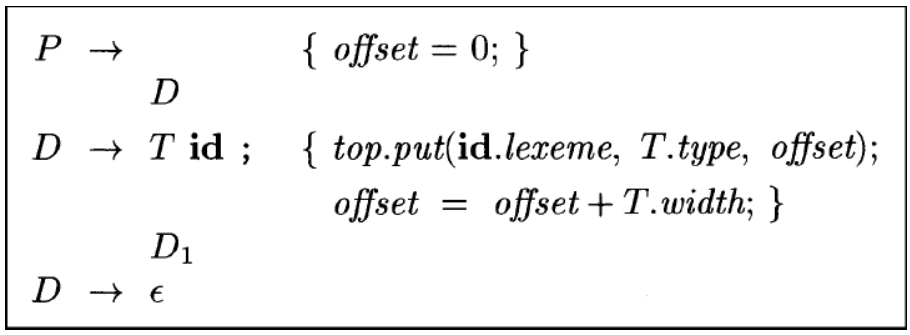 P → { offset = 0; }
D
D → T id ; { top.put(id.lexeme, T.type, offset);
offset = offset + T.width; }
D₁
D → ϵ